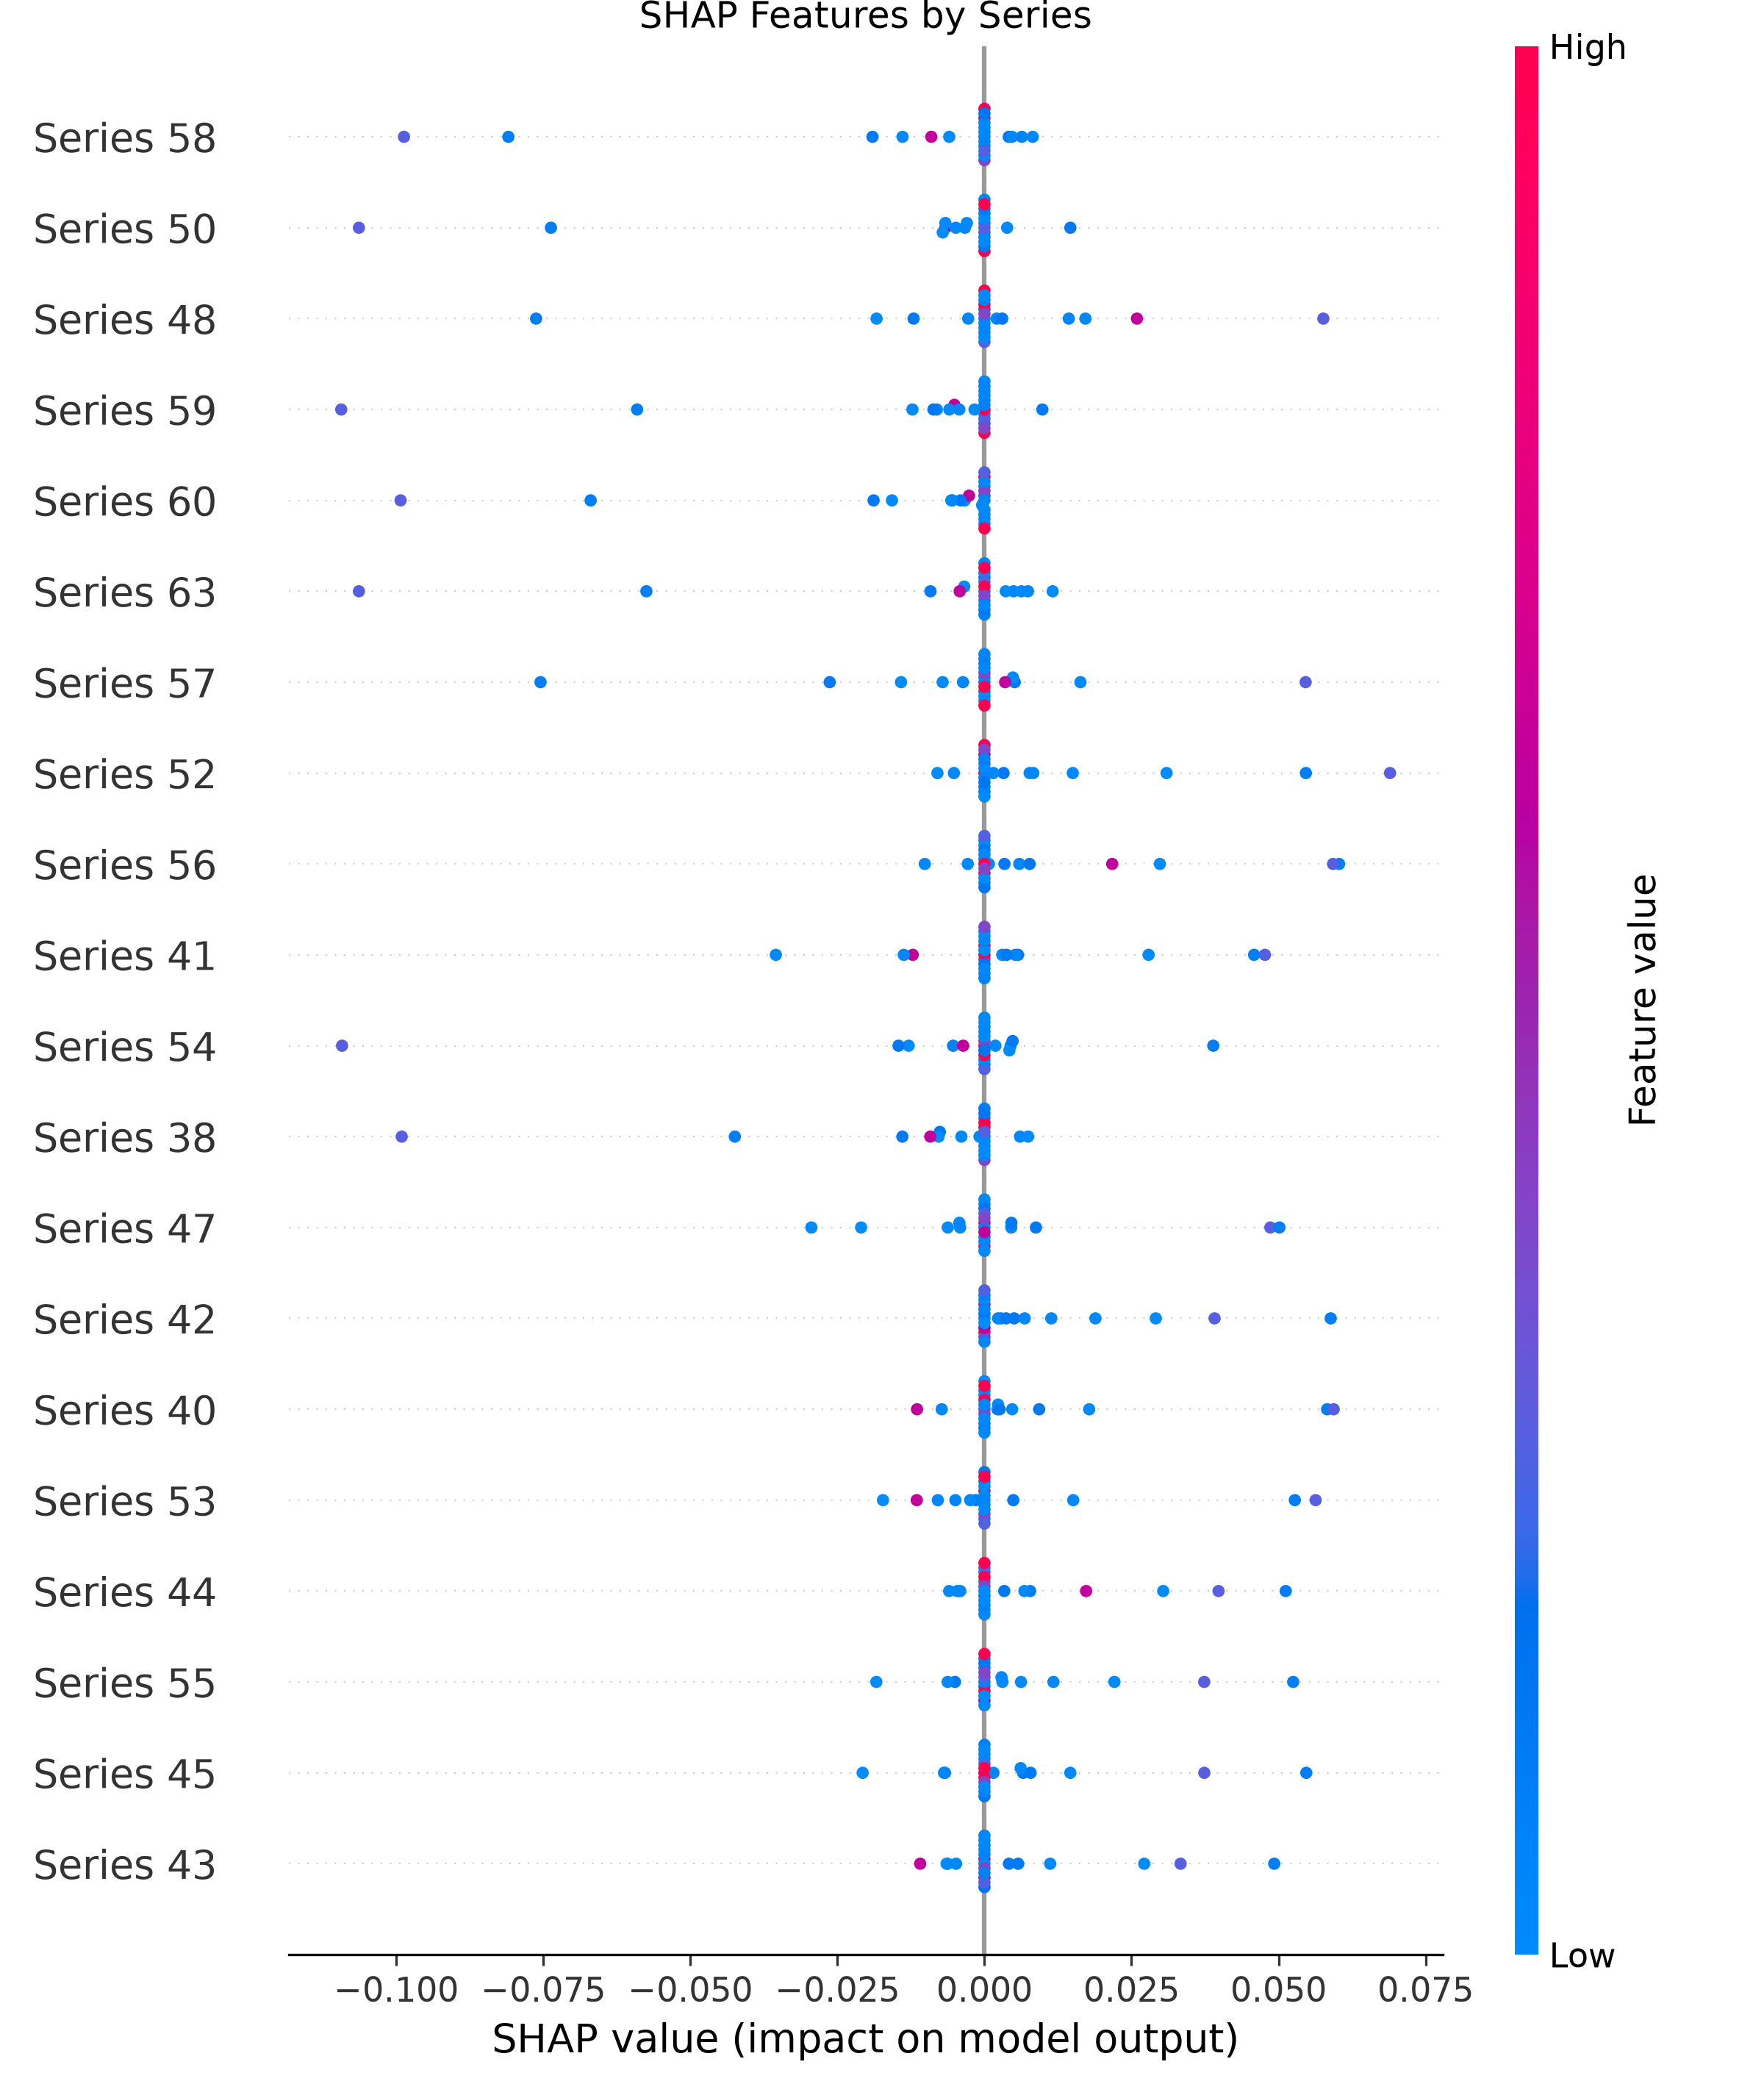 SHAP Features by Series
High
Series 58
Series 50
Series 48
Series 59
Series 60
Series 63
Series 57
Series 52
Series 56
Series 41
Series 54
Series 38
Series 47
Series 42
Series 40
Series 53
Series 44
Series 55
Series 45
Series 43
Feature value
Low
−0.100 −0.075 −0.050 −0.025 0.000 0.025 0.050 0.075
SHAP value (impact on model output)